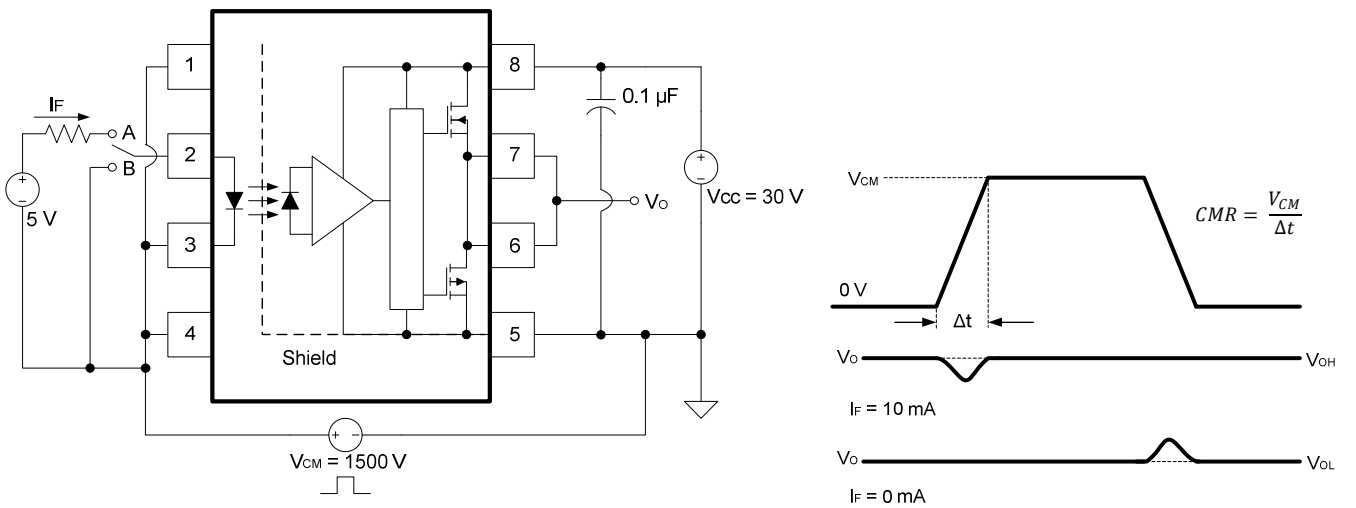 IF
A
B
+
−
5 V
1
2
3
4
Shield
8
7
6
5
0.1 µF
+
−
VCC = 30 V
VO
+ −
VCM = 1500 V
VCM
0 V
Δt
CMR = VCM / Δt
VO VOH
IF = 10 mA
VO VOL
IF = 0 mA